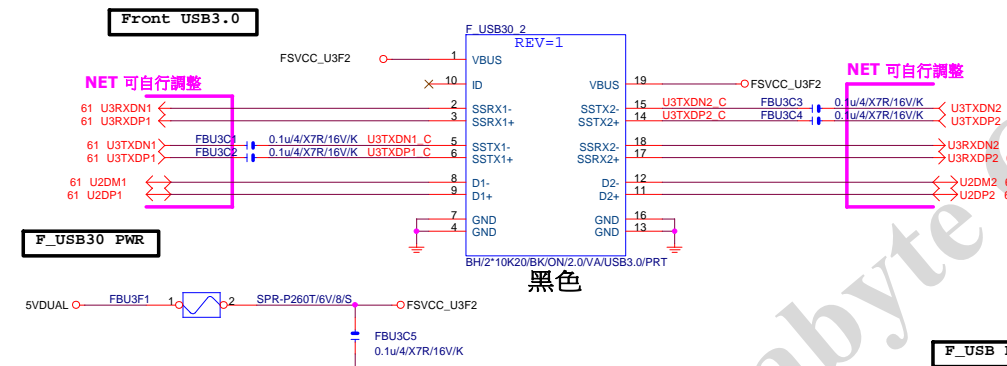 Front USB3.0
F_USB30_2
REV=1
FSVCC_U3F2
1 VBUS
NET 可自行調整
10 ID
VBUS 19
FSVCC_U3F2
NET 可自行調整
61 U3RXDN1
2 SSRX1-
SSTX2- 15
U3TXDN2_C
FBU3C3
0.1u/4/X7R/16V/K
U3TXDN2
61 U3RXDP1
3 SSRX1+
SSTX2+ 14
U3TXDP2_C
FBU3C4
0.1u/4/X7R/16V/K
U3TXDP2
61 U3TXDN1
FBU3C1
0.1u/4/X7R/16V/K
U3TXDN1_C
5 SSTX1-
SSRX2- 18
U3RXDN2
61 U3TXDP1
FBU3C2
0.1u/4/X7R/16V/K
U3TXDP1_C
6 SSTX1+
SSRX2+ 17
U3RXDP2
61 U2DM1
8 D1-
D2- 12
U2DM2
61 U2DP1
9 D1+
D2+ 11
U2DP2
7 GND
GND 16
4 GND
GND 13
BH/2*10K20/BK/ON/2.0/VA/USB3.0/PRT
黑色
F_USB30 PWR
5VDUAL
FBU3F1
1
2
SPR-P260T/6V/8/S
FSVCC_U3F2
FBU3C5
0.1u/4/X7R/16V/K
abyte
F_USB